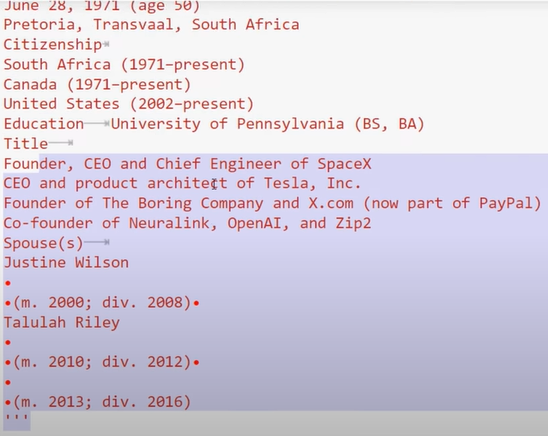 June 28, 1971 (age 50)
Pretoria, Transvaal, South Africa
Citizenship
South Africa (1971–present)
Canada (1971–present)
United States (2002–present)
Education University of Pennsylvania (BS, BA)
Title
Founder, CEO and Chief Engineer of SpaceX
CEO and product architect of Tesla, Inc.
Founder of The Boring Company and X.com (now part of PayPal)
Co-founder of Neuralink, OpenAI, and Zip2
Spouse(s)
Justine Wilson
•
•(m. 2000; div. 2008)•
Talulah Riley
•
•(m. 2010; div. 2012)•
•
•(m. 2013; div. 2016)
'''